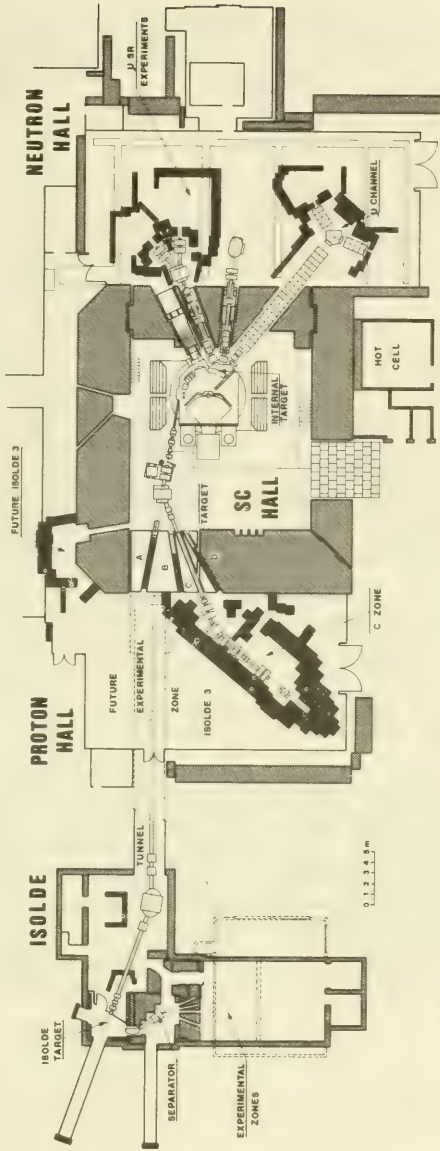 ISOLDE
PROTON
HALL
NEUTRON
HALL
FUTURE ISOLDE 3
U SR
EXPERIMENTS
ISOLDE
TARGET
TUNNEL
SEPARATOR
EXPERIMENTAL
ZONES
0 1 2 3 4 5m
FUTURE
EXPERIMENTAL
ZONE
ISOLDE 3
C ZONE
A
B
C
D
TARGET
SC
HALL
INTERNAL
TARGET
HOT
CELL
U CHANNEL